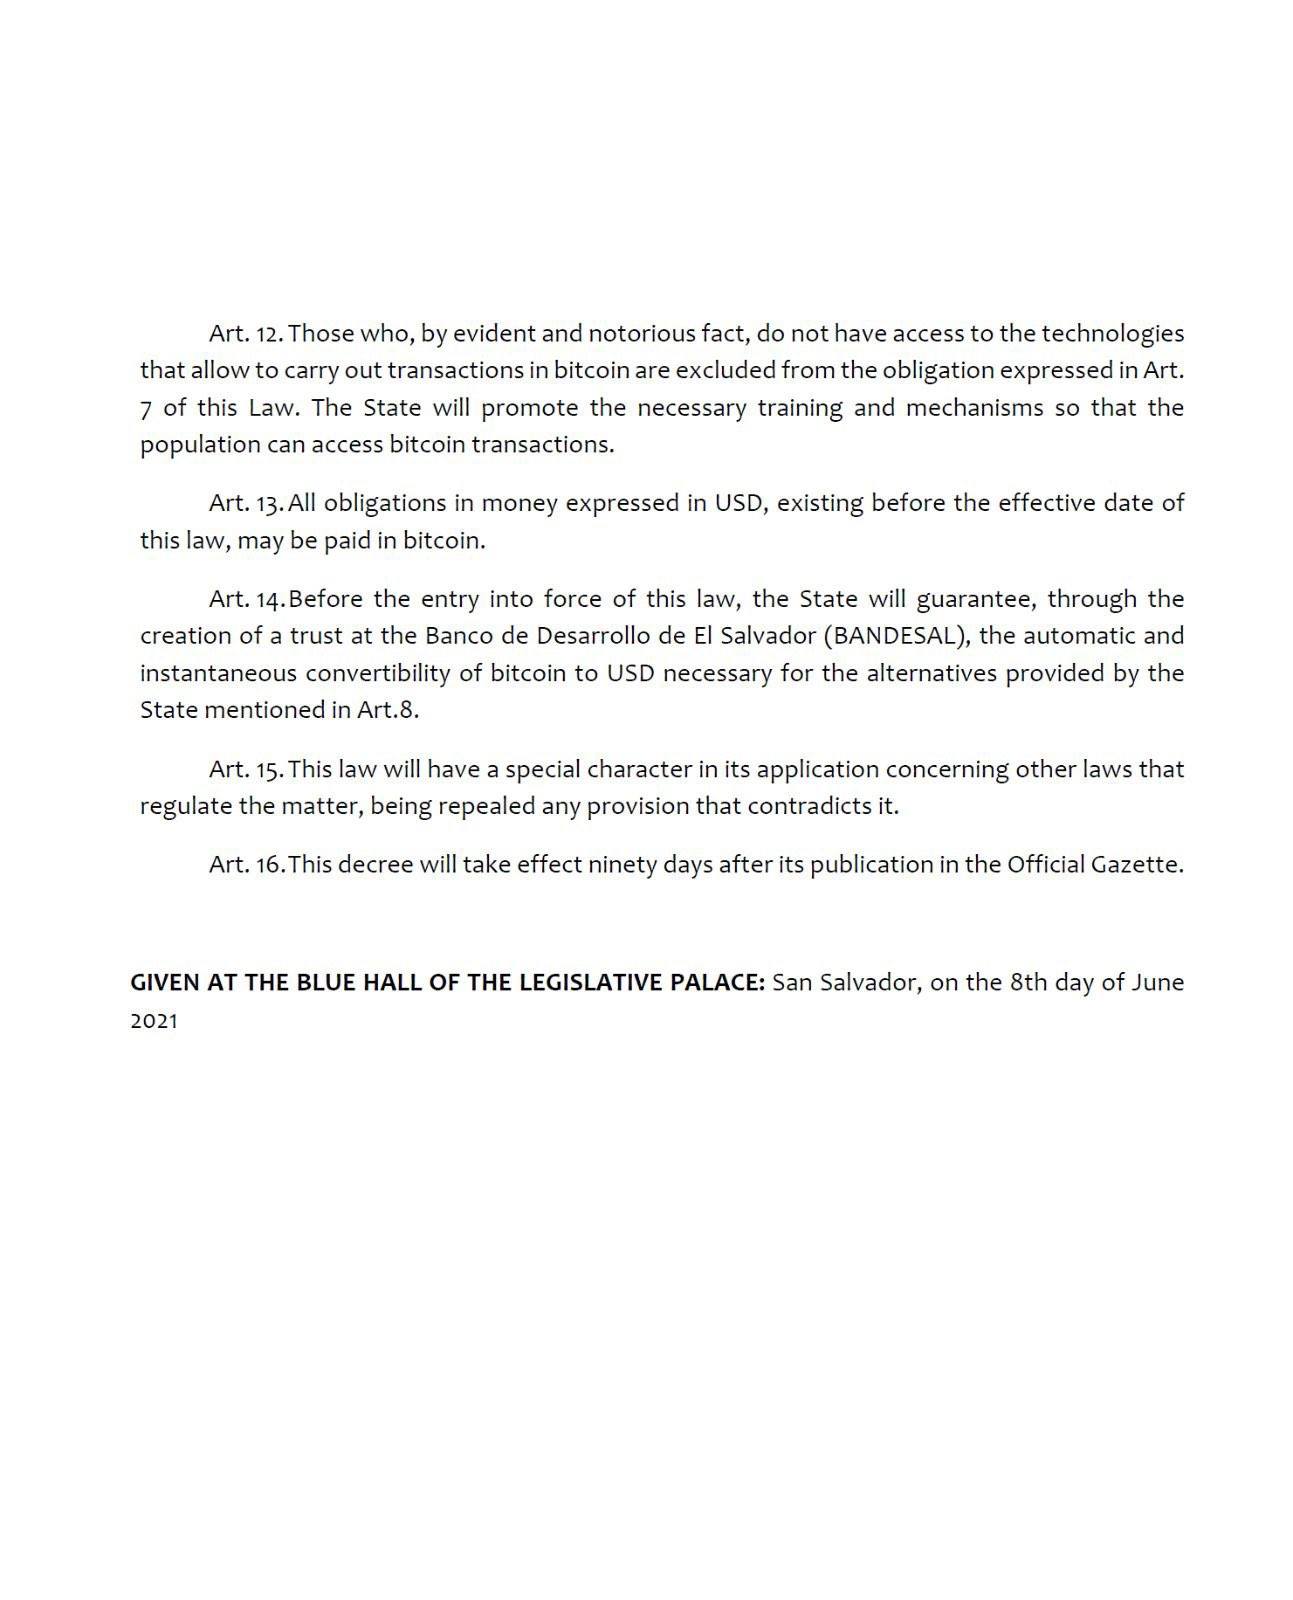 Art. 12. Those who, by evident and notorious fact, do not have access to the technologies
that allow to carry out transactions in bitcoin are excluded from the obligation expressed in Art.
7 of this Law. The State will promote the necessary training and mechanisms so that the
population can access bitcoin transactions.
Art. 13. All obligations in money expressed in USD, existing before the effective date of
this law, may be paid in bitcoin.
Art. 14. Before the entry into force of this law, the State will guarantee, through the
creation of a trust at the Banco de Desarrollo de El Salvador (BANDESAL), the automatic and
instantaneous convertibility of bitcoin to USD necessary for the alternatives provided by the
State mentioned in Art.8.
Art. 15. This law will have a special character in its application concerning other laws that
regulate the matter, being repealed any provision that contradicts it.
Art. 16. This decree will take effect ninety days after its publication in the Official Gazette.
GIVEN AT THE BLUE HALL OF THE LEGISLATIVE PALACE: San Salvador, on the 8th day of June
2021